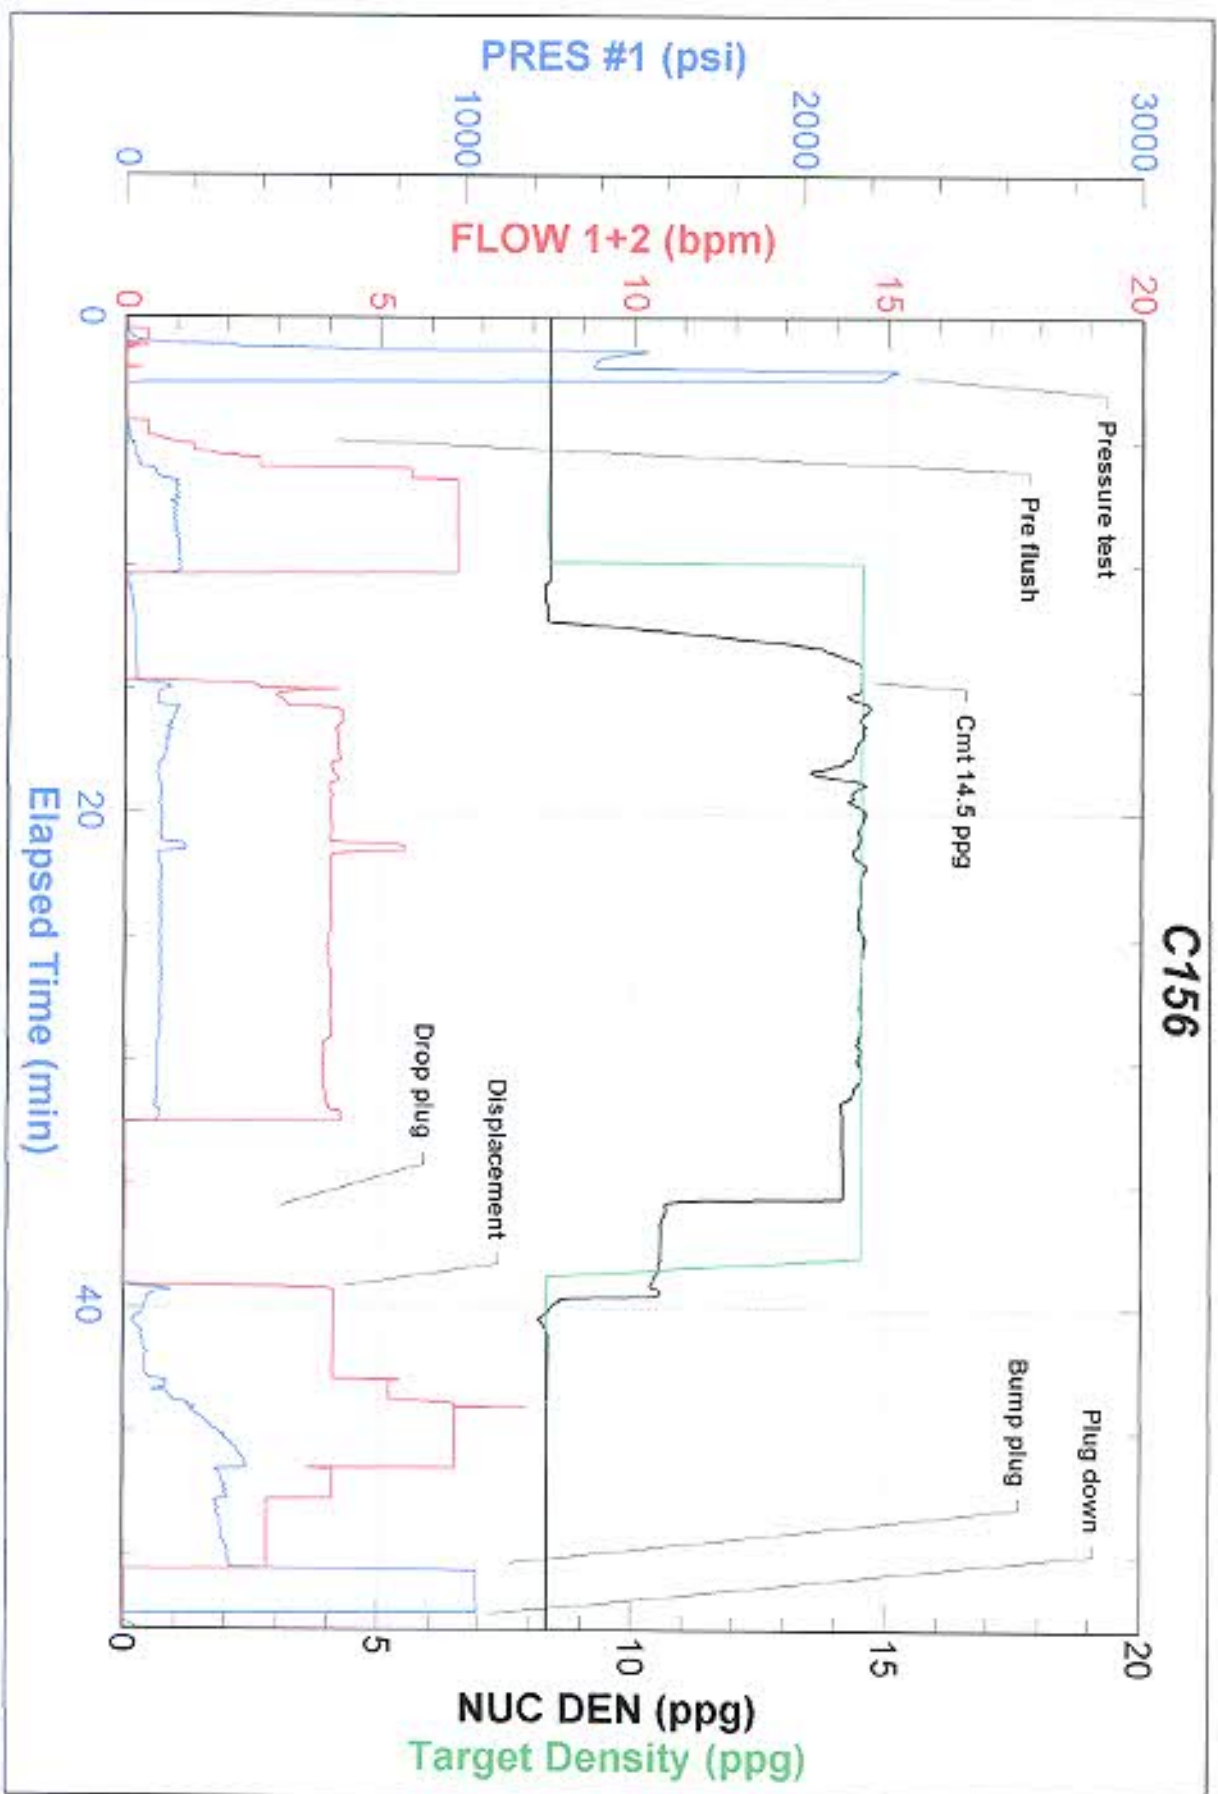 C156
PRES #1 (psi)
0
1000
2000
3000
FLOW 1+2 (bpm)
0
5
10
15
20
Pressure test
Pre flush
Cmt 14.5 ppg
Drop plug
Displacement
Bump plug
Plug down
0
20
40
Elapsed Time (min)
0
5
10
15
20
NUC DEN (ppg)
Target Density (ppg)